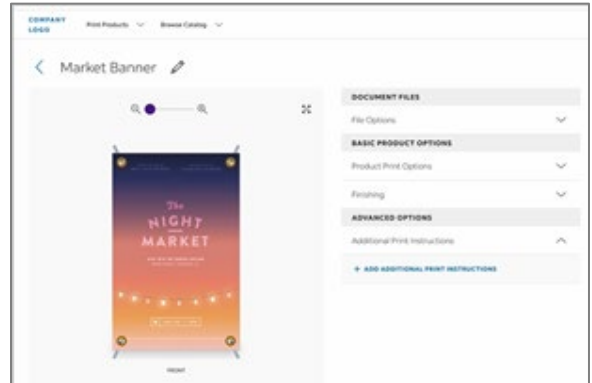 COMPANY
LOGO
Print Products
Browse Catalog
Market Banner
DOCUMENT FILES
File Options
BASIC PRODUCT OPTIONS
Product Print Options
Finishing
ADVANCED OPTIONS
Additional Print Instructions
+ ADD ADDITIONAL PRINT INSTRUCTIONS
The
NIGHT
MARKET
FRONT